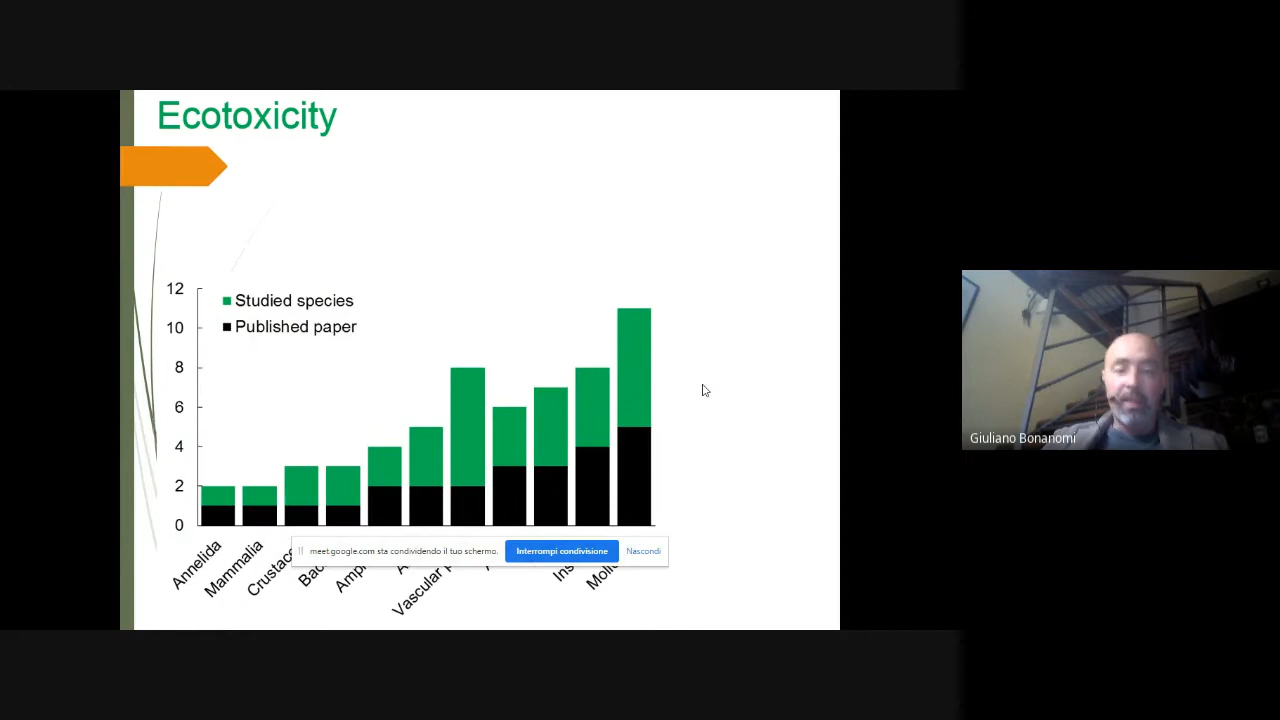 Ecotoxicity
12
Studied species
10
Published paper
8
6
4
2
0
Giuliano Bonanomi
meet.google.com sta condividendo il tuo schermo.
Interrompi condivisione
Nascondi
Annelida
Mammalia
Vascular